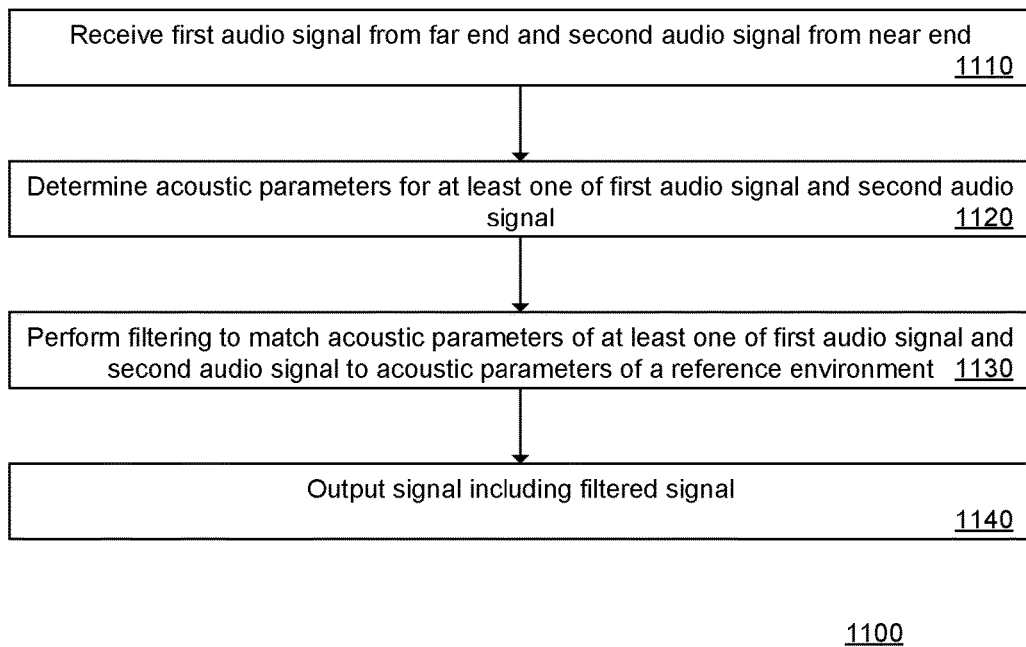 Receive first audio signal from far end and second audio signal from near end
1110
Determine acoustic parameters for at least one of first audio signal and second audio
signal 1120
Perform filtering to match acoustic parameters of at least one of first audio signal and
second audio signal to acoustic parameters of a reference environment 1130
Output signal including filtered signal
1140
1100